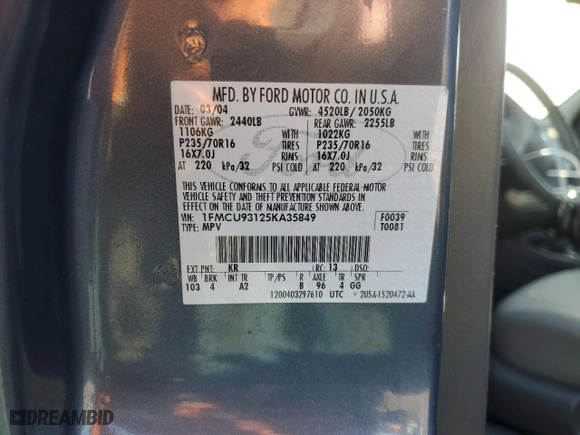 MFD. BY FORD MOTOR CO. IN U.S.A.
DATE: 03/04 GVWR: 4520LB/ 2050KG
FRONT GAWR: 2440LB REAR GAWR: 2255LB
1106KG WITH 1022KG WITH
P235/70R16 TIRES P235/70R16 TIRES
16X7.0J RIMS 16X7.0J RIMS
AT 220 kPa/32 PSI COLD AT 220 kPa/32 PSI COLD
Ford
THIS VEHICLE CONFORMS TO ALL APPLICABLE FEDERAL MOTOR
VEHICLE SAFETY AND THEFT PREVENTION STANDARDS IN
EFFECT ON THE DATE OF MANUFACTURE SHOWN ABOVE.
VIN: 1FMCU93125KA35849 F0039
TYPE: MPV T0081
EXT PNT: KR RC: 13 DSO:
WB BRK INT TR TP/PS R AXLE TR SPR
103 4 A2 B 96 4 GG
1200403297610 UTC 2USA-1520472-AA
DREAMBID